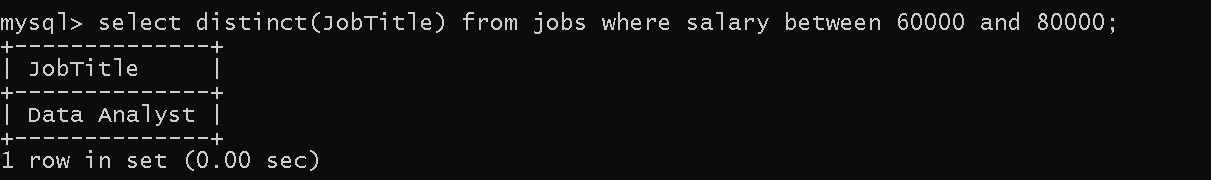 mysql> select distinct(JobTitle) from jobs where salary between 60000 and 80000;
+--------------+
| JobTitle     |
+--------------+
| Data Analyst |
+--------------+
1 row in set (0.00 sec)